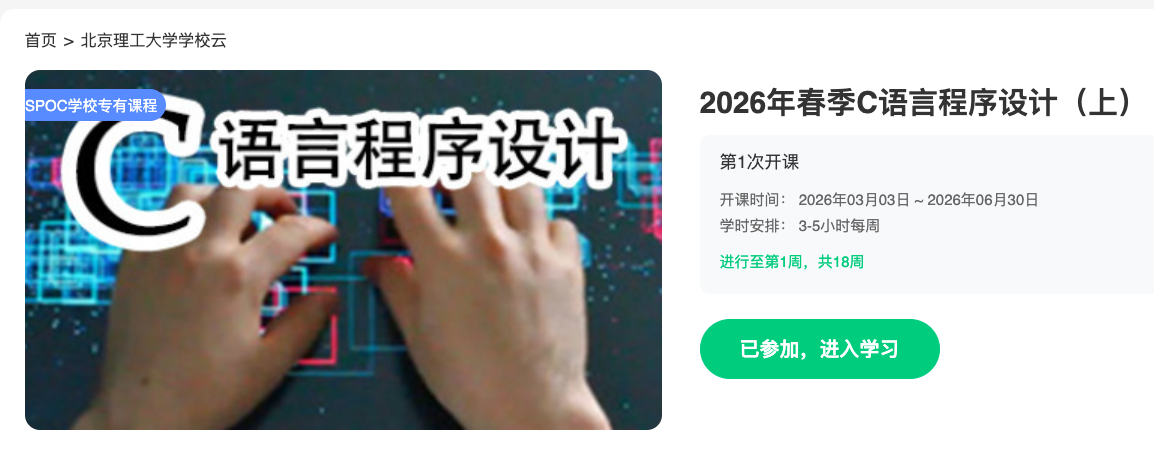 首页 > 北京理工大学学校云
SPOC学校专有课程
C语言程序设计
2026年春季C语言程序设计（上）
第1次开课
开课时间： 2026年03月03日 ~ 2026年06月30日
学时安排： 3-5小时每周
进行至第1周，共18周
已参加，进入学习